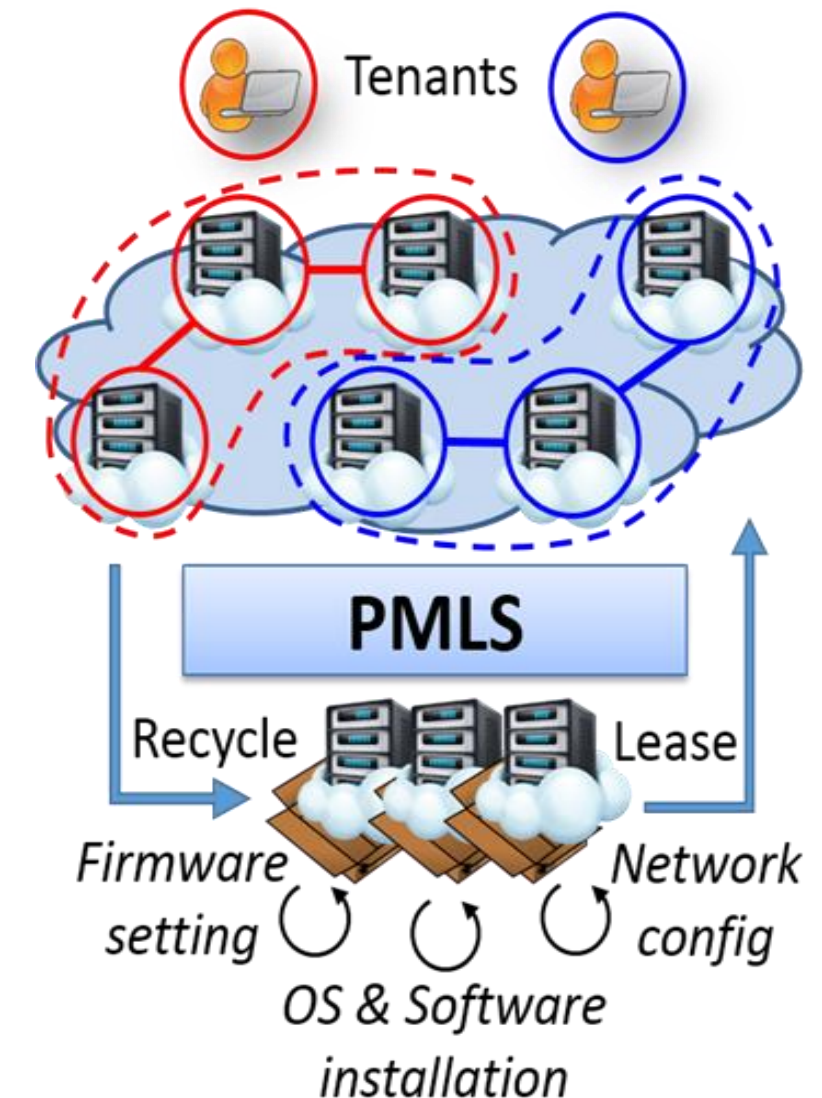 Tenants
PMLS
Recycle
Lease
Firmware
setting
Network
config
OS & Software
installation